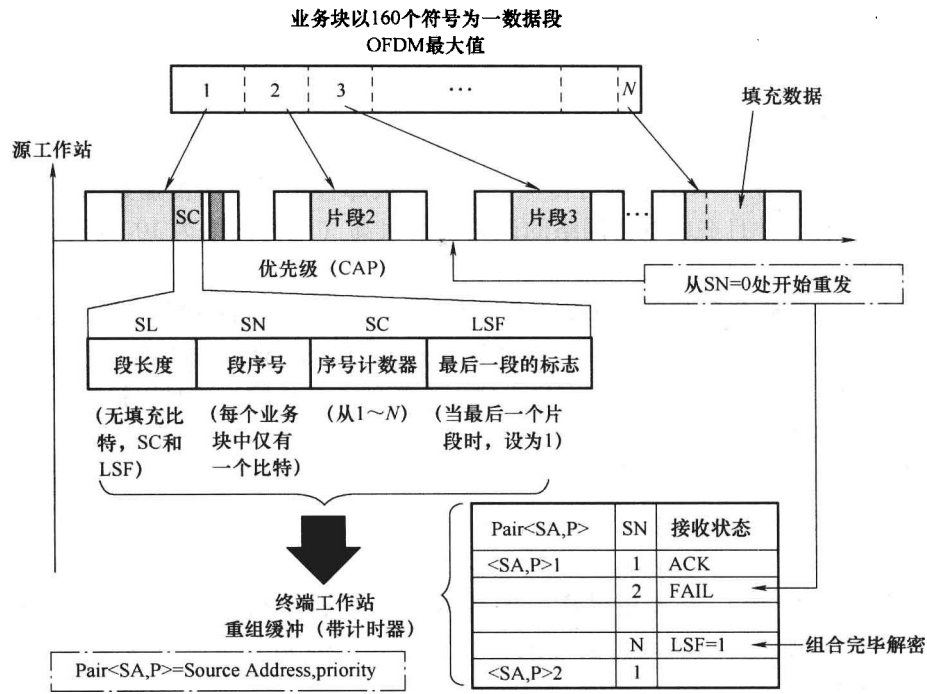 业务块以160个符号为一数据段
OFDM最大值
1 2 3 … N
填充数据
源工作站
SC 片段2 片段3 …
优先级（CAP）
从SN=0处开始重发
SL SN SC LSF
段长度 段序号 序号计数器 最后一段的标志
(无填充比 (每个业务 (从1～N) (当最后一个片
特，SC和 块中仅有 段时，设为1)
LSF) 一个比特)
Pair<SA,P> SN 接收状态
<SA,P>1 1 ACK
2 FAIL
终端工作站
重组缓冲（带计时器）
N LSF=1 组合完毕解密
Pair<SA,P>=Source Address,priority
<SA,P>2 1